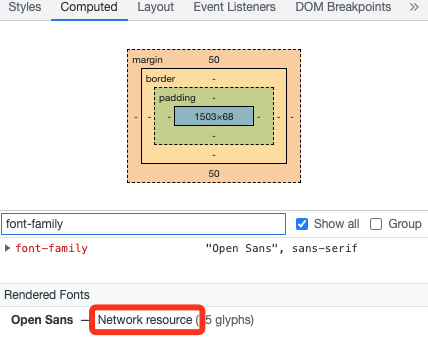 Styles Computed Layout Event Listeners DOM Breakpoints »
margin 50
border -
padding -
- - - 1503×68 - - -
-
-
50
font-family Show all Group
font-family "Open Sans", sans-serif
Rendered Fonts
Open Sans — Network resource ( 5 glyphs)